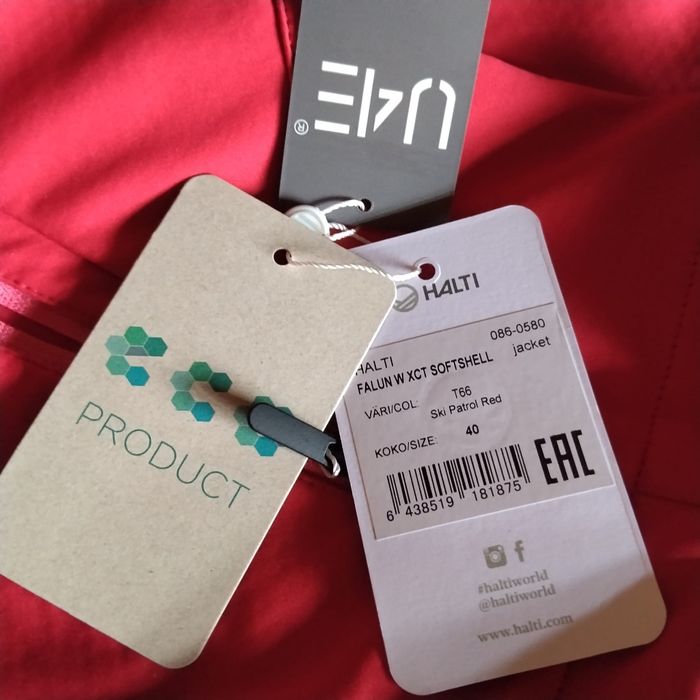 ECO
PRODUCT
HALTI
086-0580
HALTI
jacket
FALUN W XCT SOFTSHELL
VÄRI/COL: T66
Ski Patrol Red
KOKO/SIZE: 40
6 438519 181875
EAC
#haltiworld
@haltiworld
www.halti.com